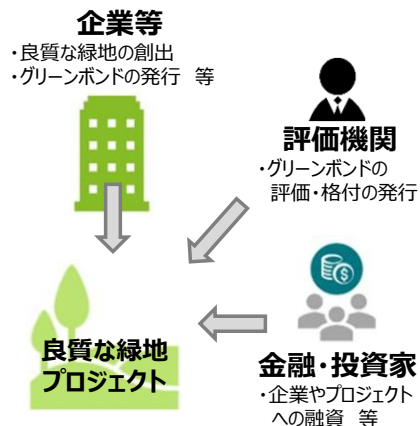 企業等
・良質な緑地の創出
・グリーンボンドの発行　等
評価機関
・グリーンボンドの
評価・格付の発行
良質な緑地
プロジェクト
金融・投資家
・企業やプロジェクト
への融資　等